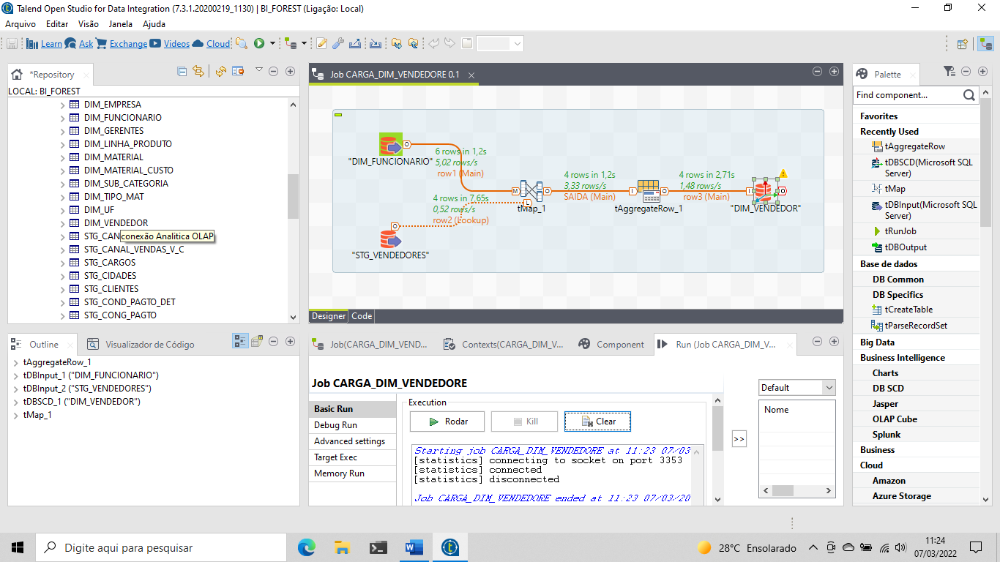 Talend Open Studio for Data Integration (7.3.1.20200219_1130) | BI_FOREST (Ligação: Local)
Arquivo Editar Visão Janela Ajuda
Learn Ask Exchange Videos Cloud
*Repository
LOCAL: BI_FOREST
DIM_EMPRESA
DIM_FUNCIONARIO
DIM_GERENTES
DIM_LINHA_PRODUTO
DIM_MATERIAL
DIM_MATERIAL_CUSTO
DIM_SUB_CATEGORIA
DIM_TIPO_MAT
DIM_UF
DIM_VENDEDOR
STG_CAN
conexão Analitica OLAP
STG_CANAL_VENDAS_V_C
STG_CARGOS
STG_CIDADES
STG_CLIENTES
STG_COND_PAGTO_DET
STG_CONG_PAGTO
Job CARGA_DIM_VENDEDORE 0.1
"DIM_FUNCIONARIO"
6 rows in 1,2s
5,02 rows/s
row1 (Main)
4 rows in 7,65s
0,52 rows/s
row2 (Lookup)
"STG_VENDEDORES"
tMap_1
4 rows in 1,2s
3,33 rows/s
SAIDA (Main)
tAggregateRow_1
4 rows in 2,71s
1,48 rows/s
row3 (Main)
"DIM_VENDEDOR"
Designer Code
Palette
Find component...
Favorites
Recently Used
tAggregateRow
tDBSCD(Microsoft SQL
Server)
tMap
tDBInput(Microsoft SQL
Server)
tRunJob
tDBOutput
Base de dados
DB Common
DB Specifics
tCreateTable
tParseRecordSet
Big Data
Business Intelligence
Charts
DB SCD
Jasper
OLAP Cube
Splunk
Business
Cloud
Amazon
Azure Storage
Outline
Visualizador de Código
tAggregateRow_1
tDBInput_1 ("DIM_FUNCIONARIO")
tDBInput_2 ("STG_VENDEDORES")
tDBSCD_1 ("DIM_VENDEDOR")
tMap_1
Job(CARGA_DIM_VEND...
Contexts(CARGA_DIM_V...
Component
Run (Job CARGA_DIM_V...
Job CARGA_DIM_VENDEDORE
Basic Run
Debug Run
Advanced settings
Target Exec
Memory Run
Execution
Rodar Kill Clear
Starting job CARGA_DIM_VENDEDORE at 11:23 07/03
[statistics] connecting to socket on port 3353
[statistics] connected
[statistics] disconnected
Job CARGA_DIM_VENDEDORE ended at 11:23 07/03/20
>>
Default
Nome
Digite aqui para pesquisar
28°C Ensolarado
11:24
07/03/2022